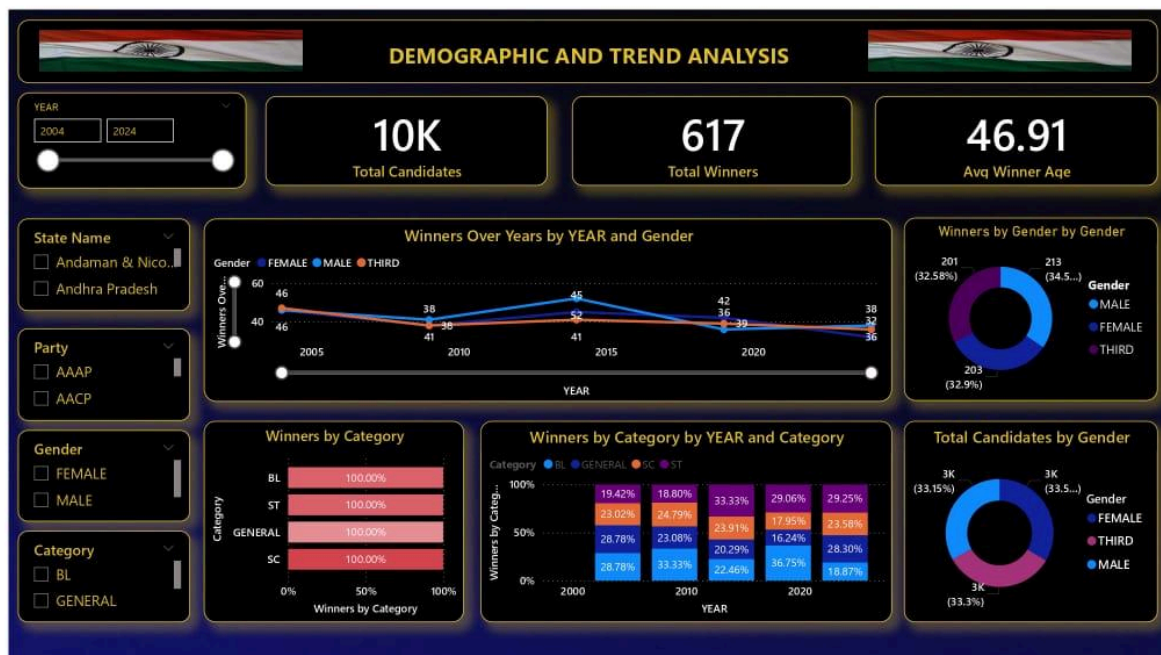 DEMOGRAPHIC AND TREND ANALYSIS
YEAR
2004 2024
10K
Total Candidates
617
Total Winners
46.91
Avg Winner Age
State Name
Andaman & Nico..
Andhra Pradesh
Party
AAAP
AACP
Gender
FEMALE
MALE
Category
BL
GENERAL
Winners Over Years by YEAR and Gender
Gender FEMALE MALE THIRD
Winners Ove...
60
40
46
46
38
38
41
45
52
41
42
36
39
38
32
36
2005 2010 2015 2020
YEAR
Winners by Gender by Gender
201
(32.58%)
213
(34.5...)
203
(32.9%)
Gender
MALE
FEMALE
THIRD
Winners by Category
Category
BL 100.00%
ST 100.00%
GENERAL 100.00%
SC 100.00%
0% 50% 100%
Winners by Category
Winners by Category by YEAR and Category
Category BL GENERAL SC ST
Winners by Categ...
100%
50%
0%
19.42% 18.80% 33.33% 29.06% 29.25%
23.02% 24.79% 23.91% 17.95% 23.58%
28.78% 23.08% 20.29% 16.24% 28.30%
28.78% 33.33% 22.46% 36.75% 18.87%
2000 2010 2020
YEAR
Total Candidates by Gender
3K
(33.15%)
3K
(33.5...)
3K
(33.3%)
Gender
FEMALE
THIRD
MALE